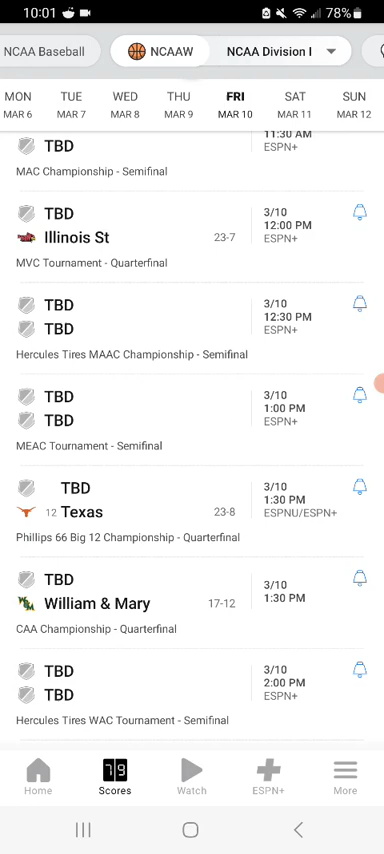 10:01 78%
NCAA Baseball NCAAW NCAA Division I
MON TUE WED THU FRI SAT SUN
MAR 6 MAR 7 MAR 8 MAR 9 MAR 10 MAR 11 MAR 12
11:30 AM
TBD ESPN+
MAC Championship - Semifinal
TBD 3/10
12:00 PM
Illinois St 23-7 ESPN+
MVC Tournament - Quarterfinal
TBD 3/10
12:30 PM
TBD ESPN+
Hercules Tires MAAC Championship - Semifinal
TBD 3/10
1:00 PM
TBD ESPN+
MEAC Tournament - Semifinal
TBD 3/10
1:30 PM
12 Texas 23-8 ESPNU/ESPN+
Phillips 66 Big 12 Championship - Quarterfinal
TBD 3/10
1:30 PM
William & Mary 17-12
CAA Championship - Quarterfinal
TBD 3/10
2:00 PM
TBD ESPN+
Hercules Tires WAC Tournament - Semifinal
79
Home Scores Watch ESPN+ More